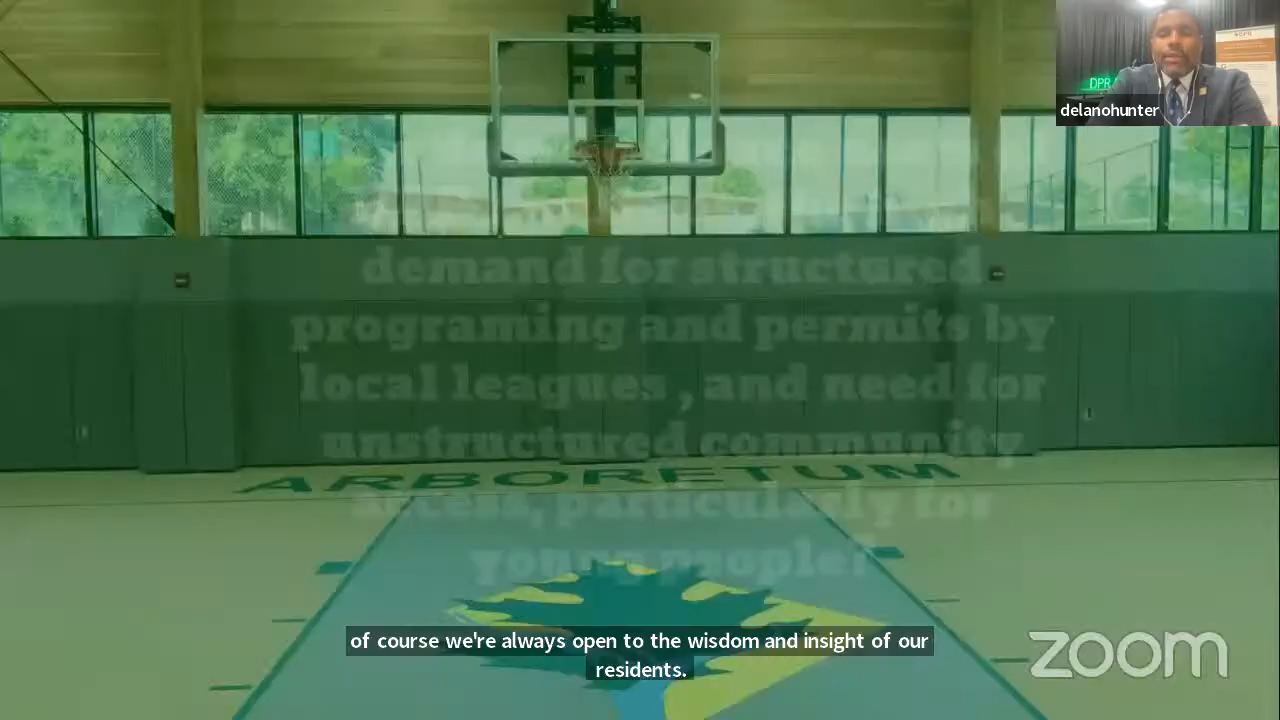 DPR
delanohunter
demand for structured
programing and permits by
local leagues , and need for
unstructured community
access, particularly for
young people?
ARBORETUM
of course we're always open to the wisdom and insight of our
residents.
zoom